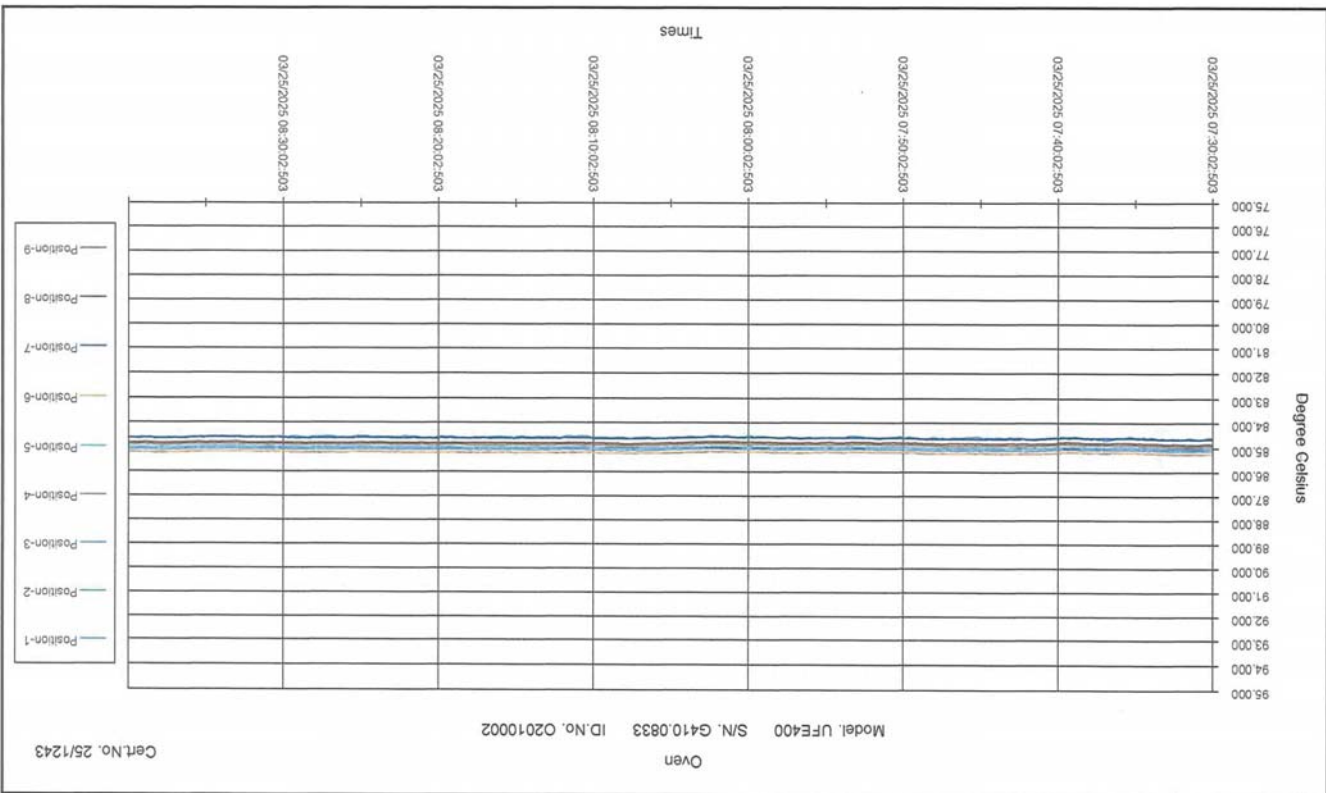 Oven
Model. UFE400 S/N. G410.0833 ID.No. O2010002
Cert.No. 25/1243
Degree Celsius
95.000
94.000
93.000
92.000
91.000
90.000
89.000
88.000
87.000
86.000
85.000
84.000
83.000
82.000
81.000
80.000
79.000
78.000
77.000
76.000
75.000
03/25/2025 07:30:02:503
03/25/2025 07:40:02:503
03/25/2025 07:50:02:503
03/25/2025 08:00:02:503
03/25/2025 08:10:02:503
03/25/2025 08:20:02:503
03/25/2025 08:30:02:503
Times
Position-1
Position-2
Position-3
Position-4
Position-5
Position-6
Position-7
Position-8
Position-9